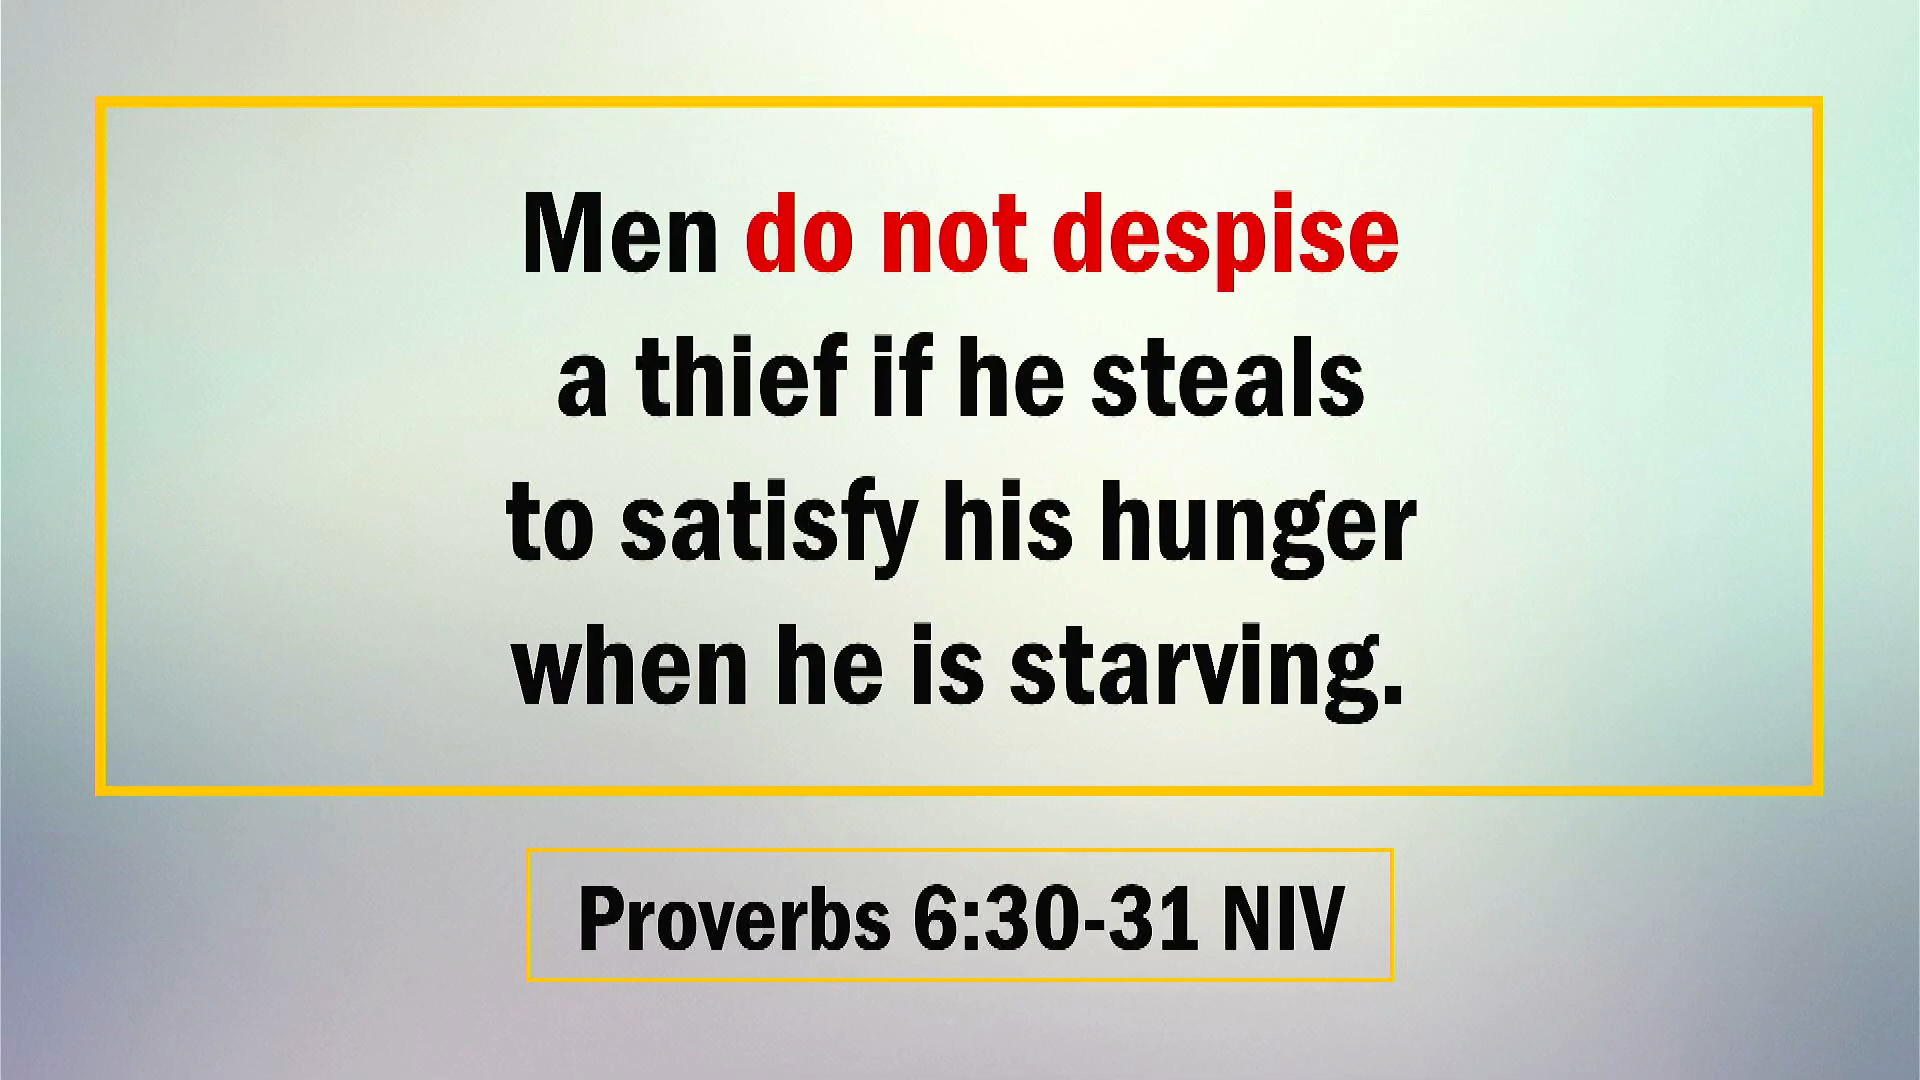 Men do not despise
a thief if he steals
to satisfy his hunger
when he is starving.
Proverbs 6:30-31 NIV